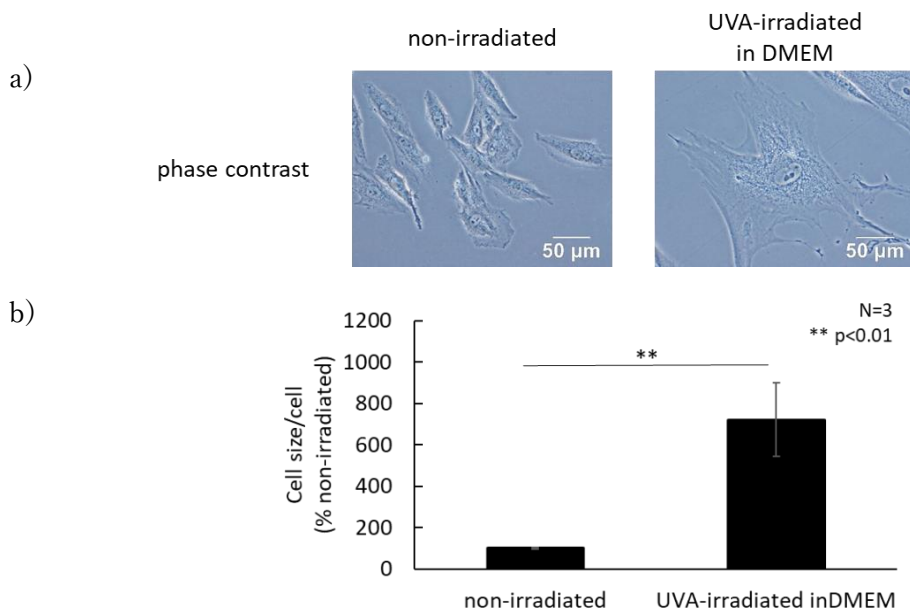 non-irradiated
UVA-irradiated
in DMEM
a)
phase contrast
50 µm
50 µm
b)
N=3
** p<0.01
Cell size/cell
(% non-irradiated)
1200
1000
800
600
400
200
0
**
non-irradiated
UVA-irradiated inDMEM